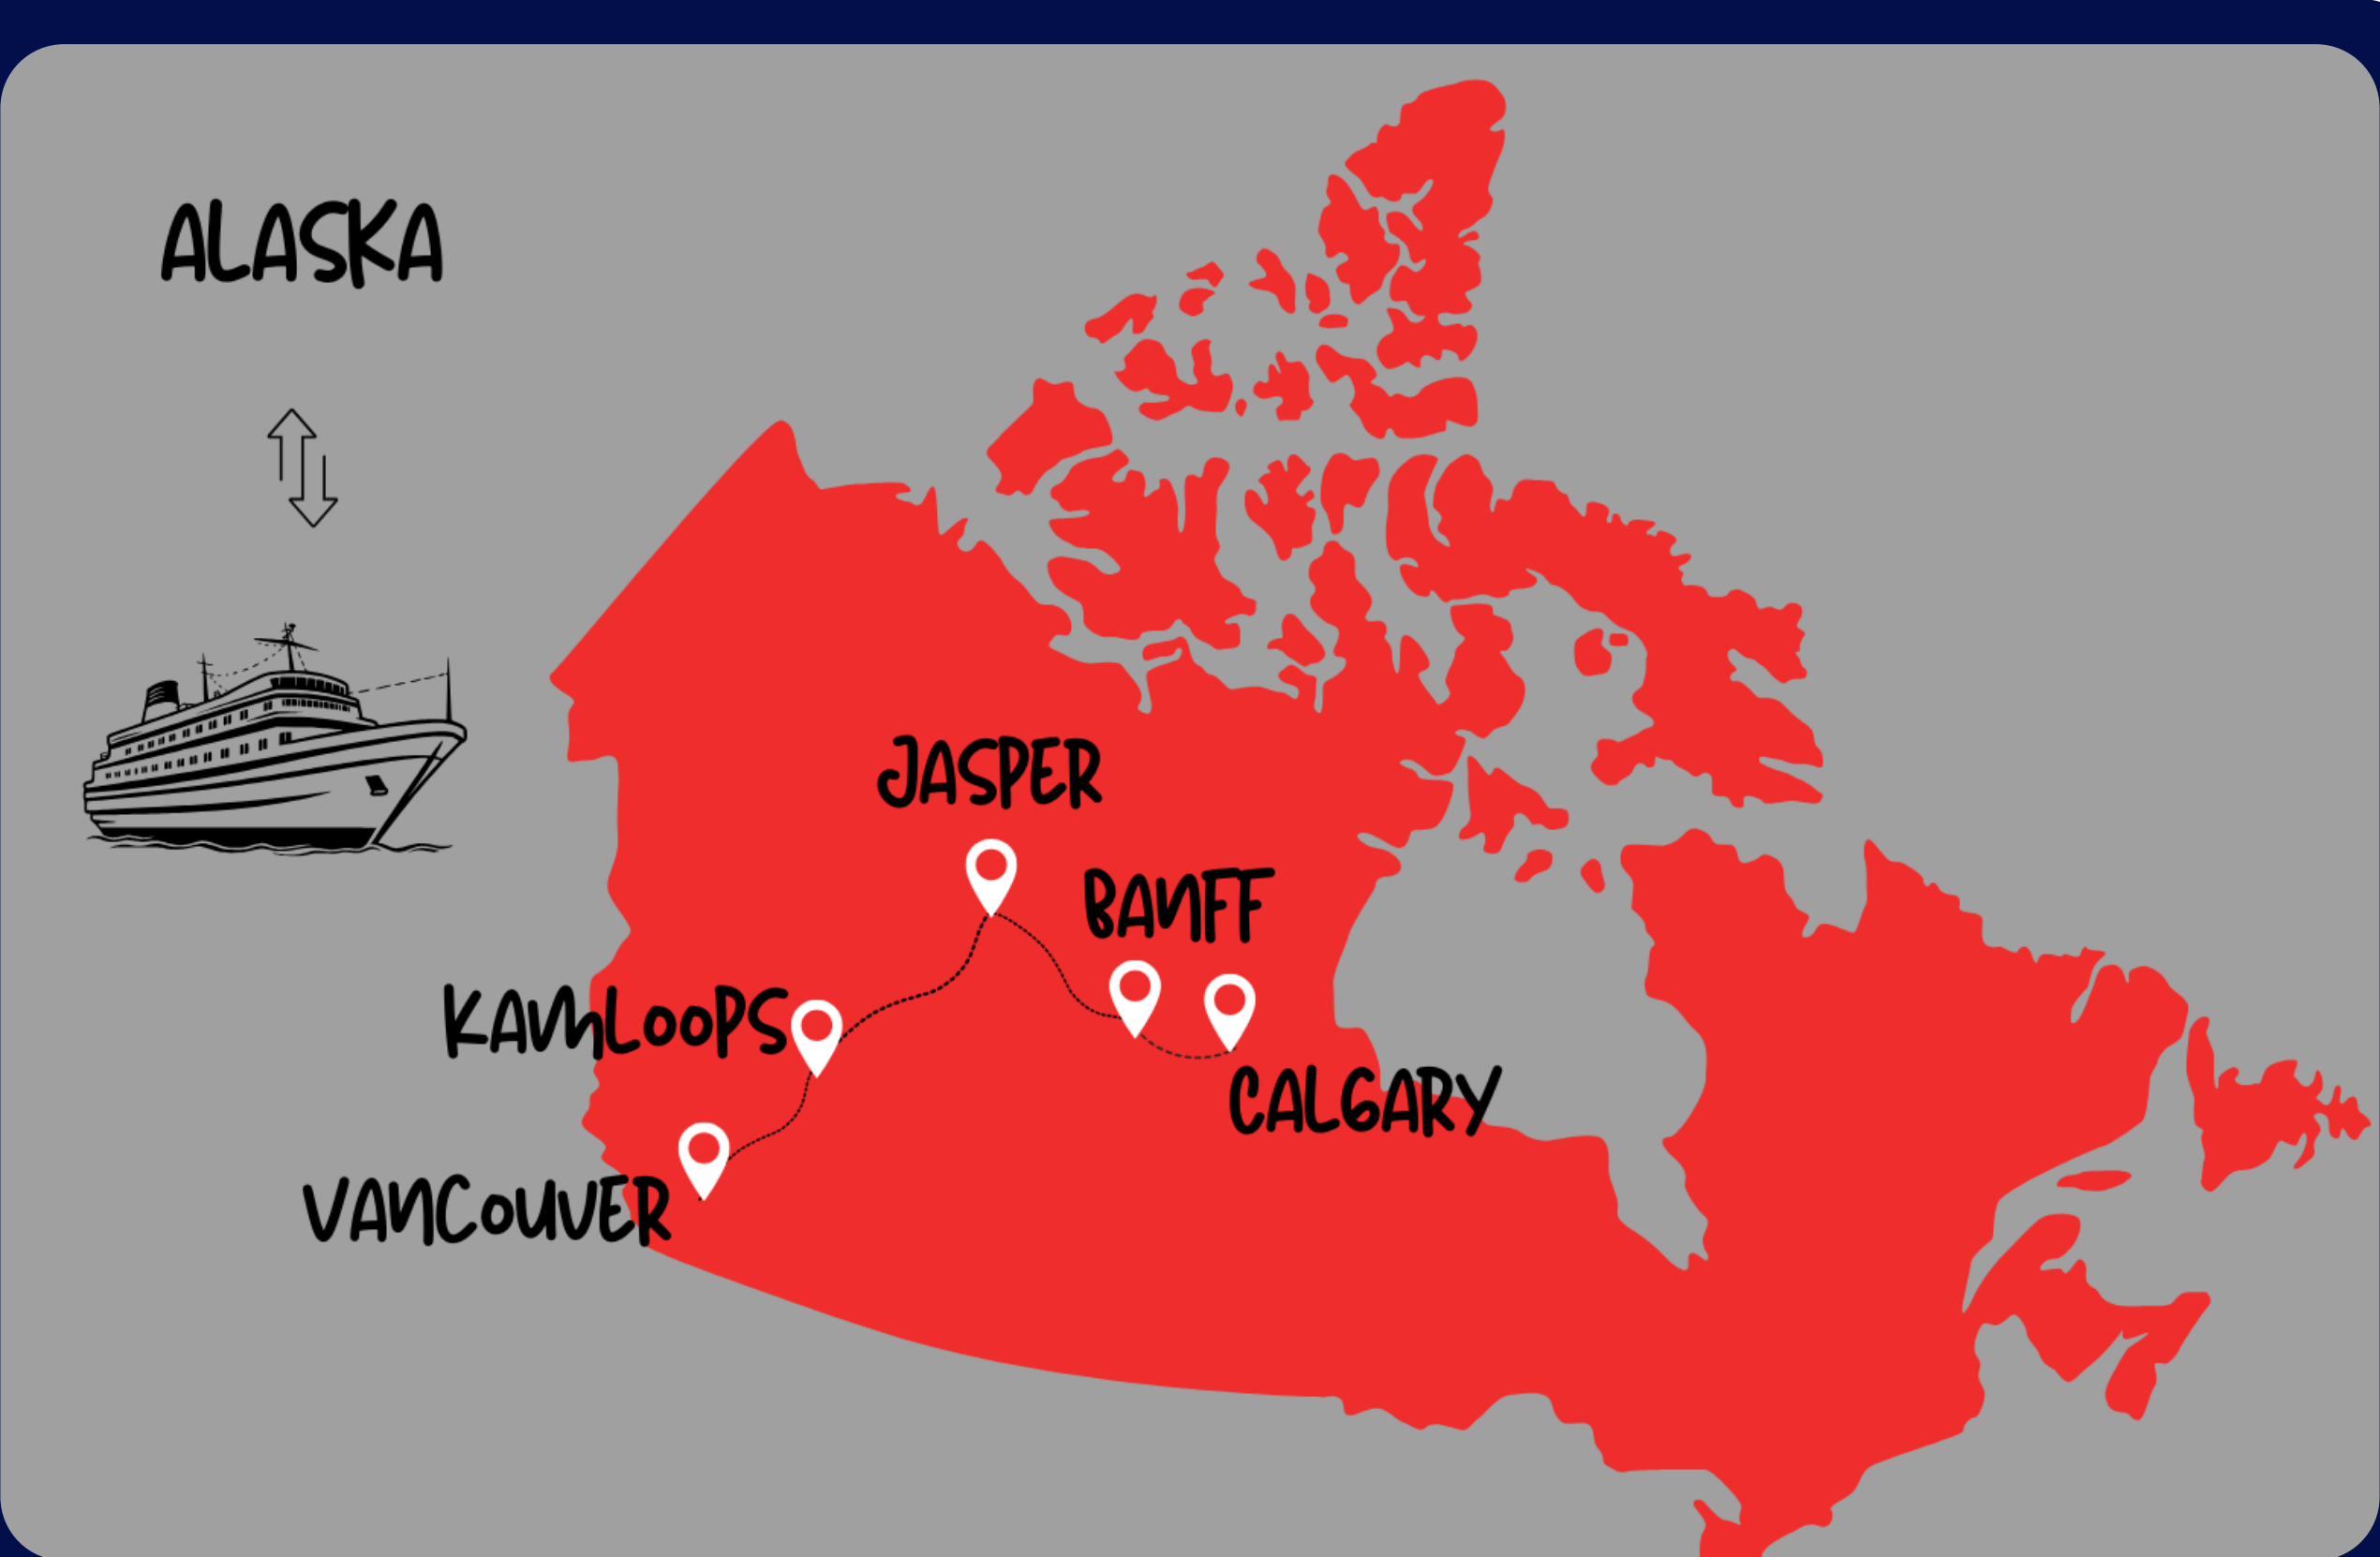 ALASKA
JASPER
BANFF
KAMLOOPS
CALGARY
VANCOUVER